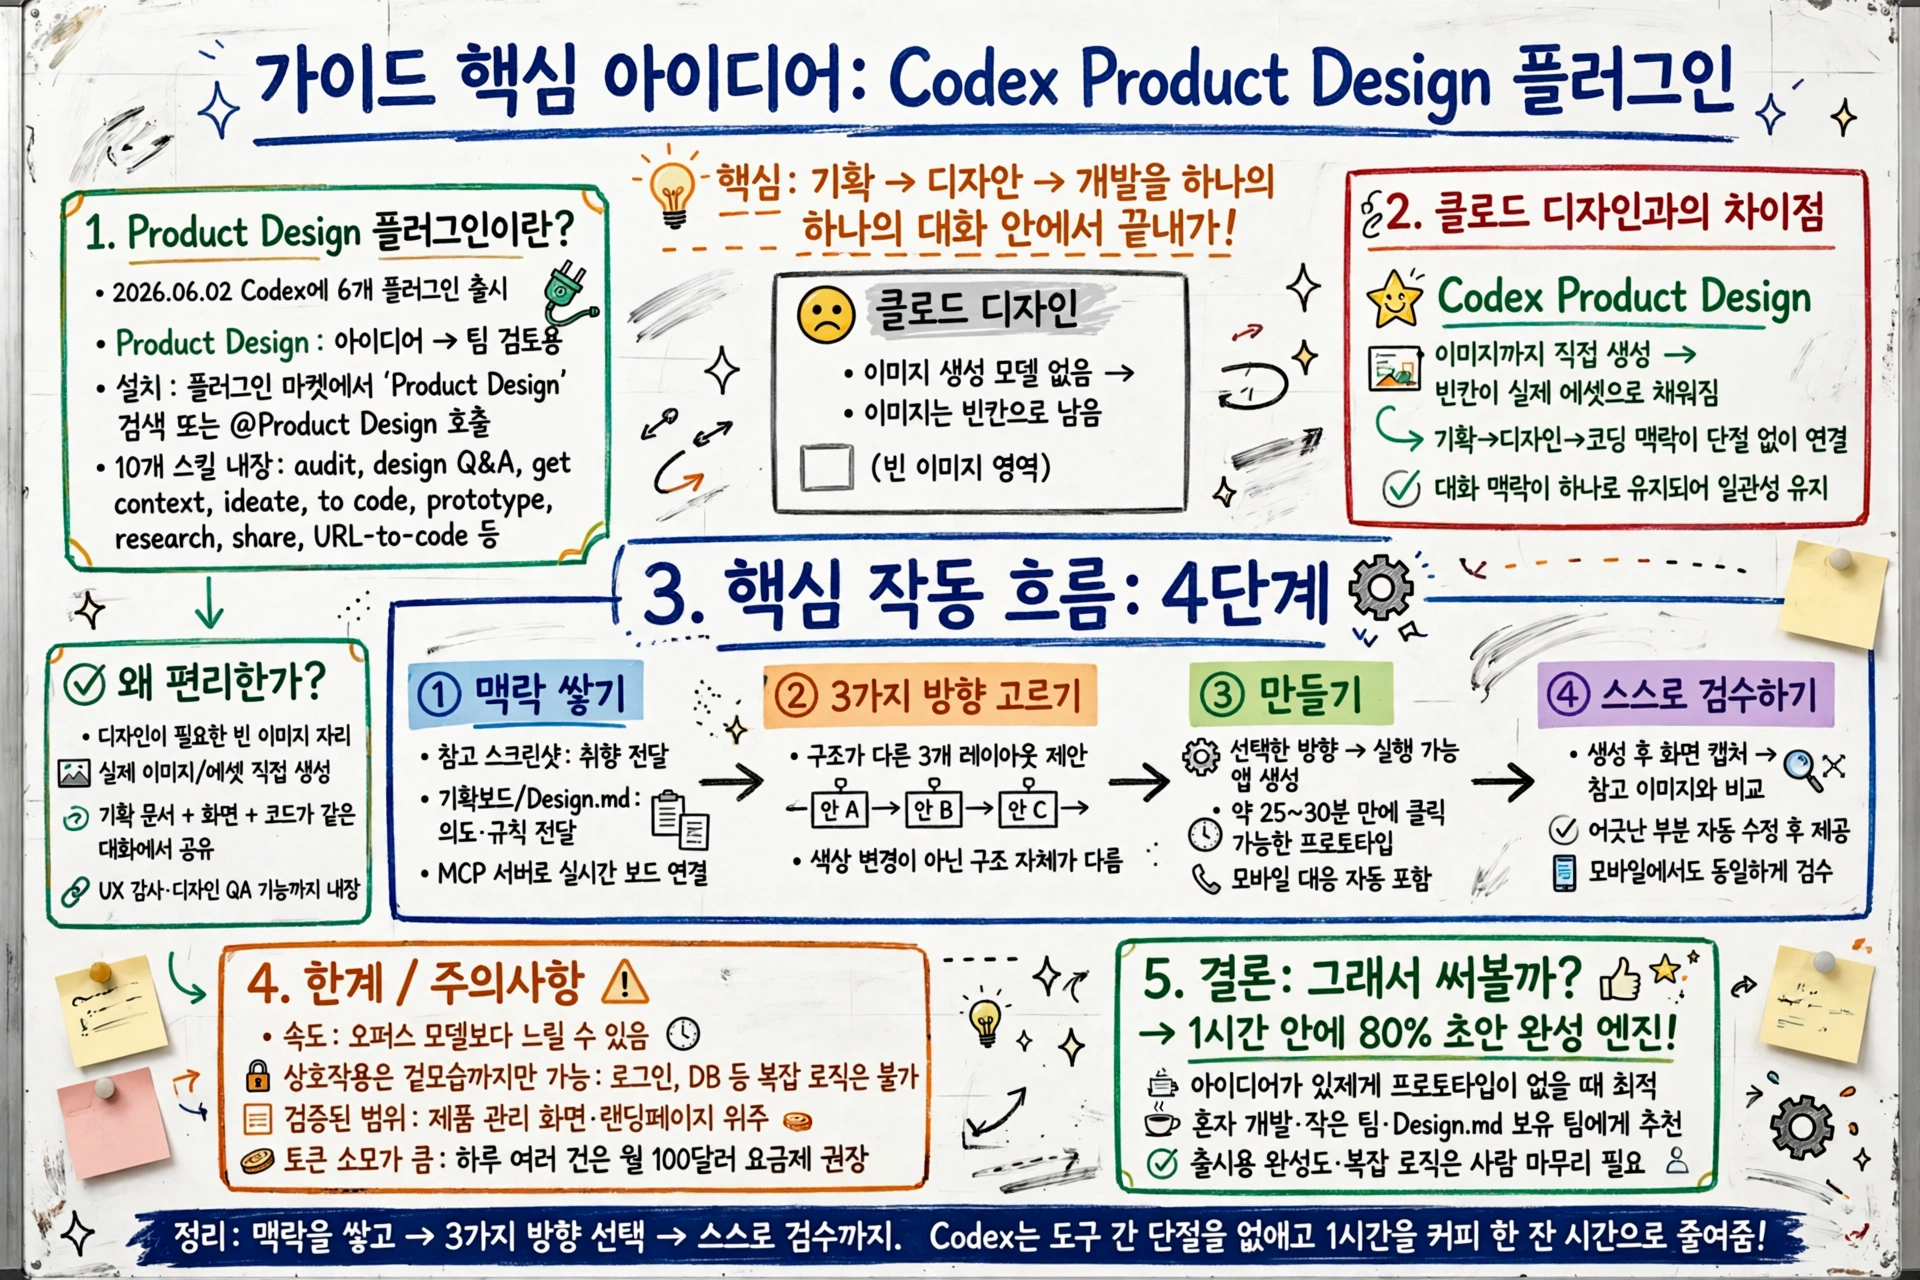 가이드 핵심 아이디어: Codex Product Design 플러그인
핵심: 기획 → 디자안 → 개발을 하나의
하나의 대화 안에서 끝내가!
1. Product Design 플러그인이란?
• 2026.06.02 Codex에 6개 플러그인 출시
• Product Design : 아이디어 → 팀 검토용
• 설치 : 플러그인 마켓에서 ‘Product Design’
검색 또는 @Product Design 호출
• 10개 스킬 내장 : audit, design Q&A, get
context, ideate, to code, prototype,
research, share, URL-to-code 등
클로드 디자인
• 이미지 생성 모델 없음 →
• 이미지는 빈칸으로 남음
(빈 이미지 영역)
2. 클로드 디자인과의 차이점
Codex Product Design
이미지까지 직접 생성 →
빈칸이 실제 에셋으로 채워짐
기획→디자인→코딩 맥락이 단절 없이 연결
대화 맥락이 하나로 유지되어 일관성 유지
왜 편리한가?
• 디자인이 필요한 빈 이미지 자리
실제 이미지/에셋 직접 생성
기획 문서 + 화면 + 코드가 같은
대화에서 공유
UX 감사·디자인 QA 기능까지 내장
3. 핵심 작동 흐름: 4단계
① 맥락 쌓기
• 참고 스크린샷 : 취향 전달
• 기획보드/Design.md :
의도·규칙 전달
• MCP 서버로 실시간 보드 연결
② 3가지 방향 고르기
• 구조가 다른 3개 레이아웃 제안
안 A → 안 B → 안 C →
• 색상 변경이 아닌 구조 자체가 다름
③ 만들기
선택한 방향 → 실행 가능
앱 생성
• 약 25~30분 만에 클릭
가능한 프로토타입
모바일 대응 자동 포함
④ 스스로 검수하기
• 생성 후 화면 캡처 →
참고 이미지와 비교
어긋난 부분 자동 수정 후 제공
모바일에서도 동일하게 검수
4. 한계 / 주의사항
• 속도 : 오퍼스 모델보다 느릴 수 있음
상호작용은 겉모습까지만 가능 : 로그인, DB 등 복잡 로직은 불가
검증된 범위 : 제품 관리 화면·랜딩페이지 위주
토큰 소모가 큼 : 하루 여러 건은 월 100달러 요금제 권장
5. 결론: 그래서 써볼까?
→ 1시간 안에 80% 초안 완성 엔진!
아이디어가 있제게 프로토타입이 없을 때 최적
혼자 개발·작은 팀·Design.md 보유 팀에게 추천
출시용 완성도·복잡 로직은 사람 마무리 필요
정리 : 맥락을 쌓고 → 3가지 방향 선택 → 스스로 검수까지. Codex는 도구 간 단절을 없애고 1시간을 커피 한 잔 시간으로 줄여줌!